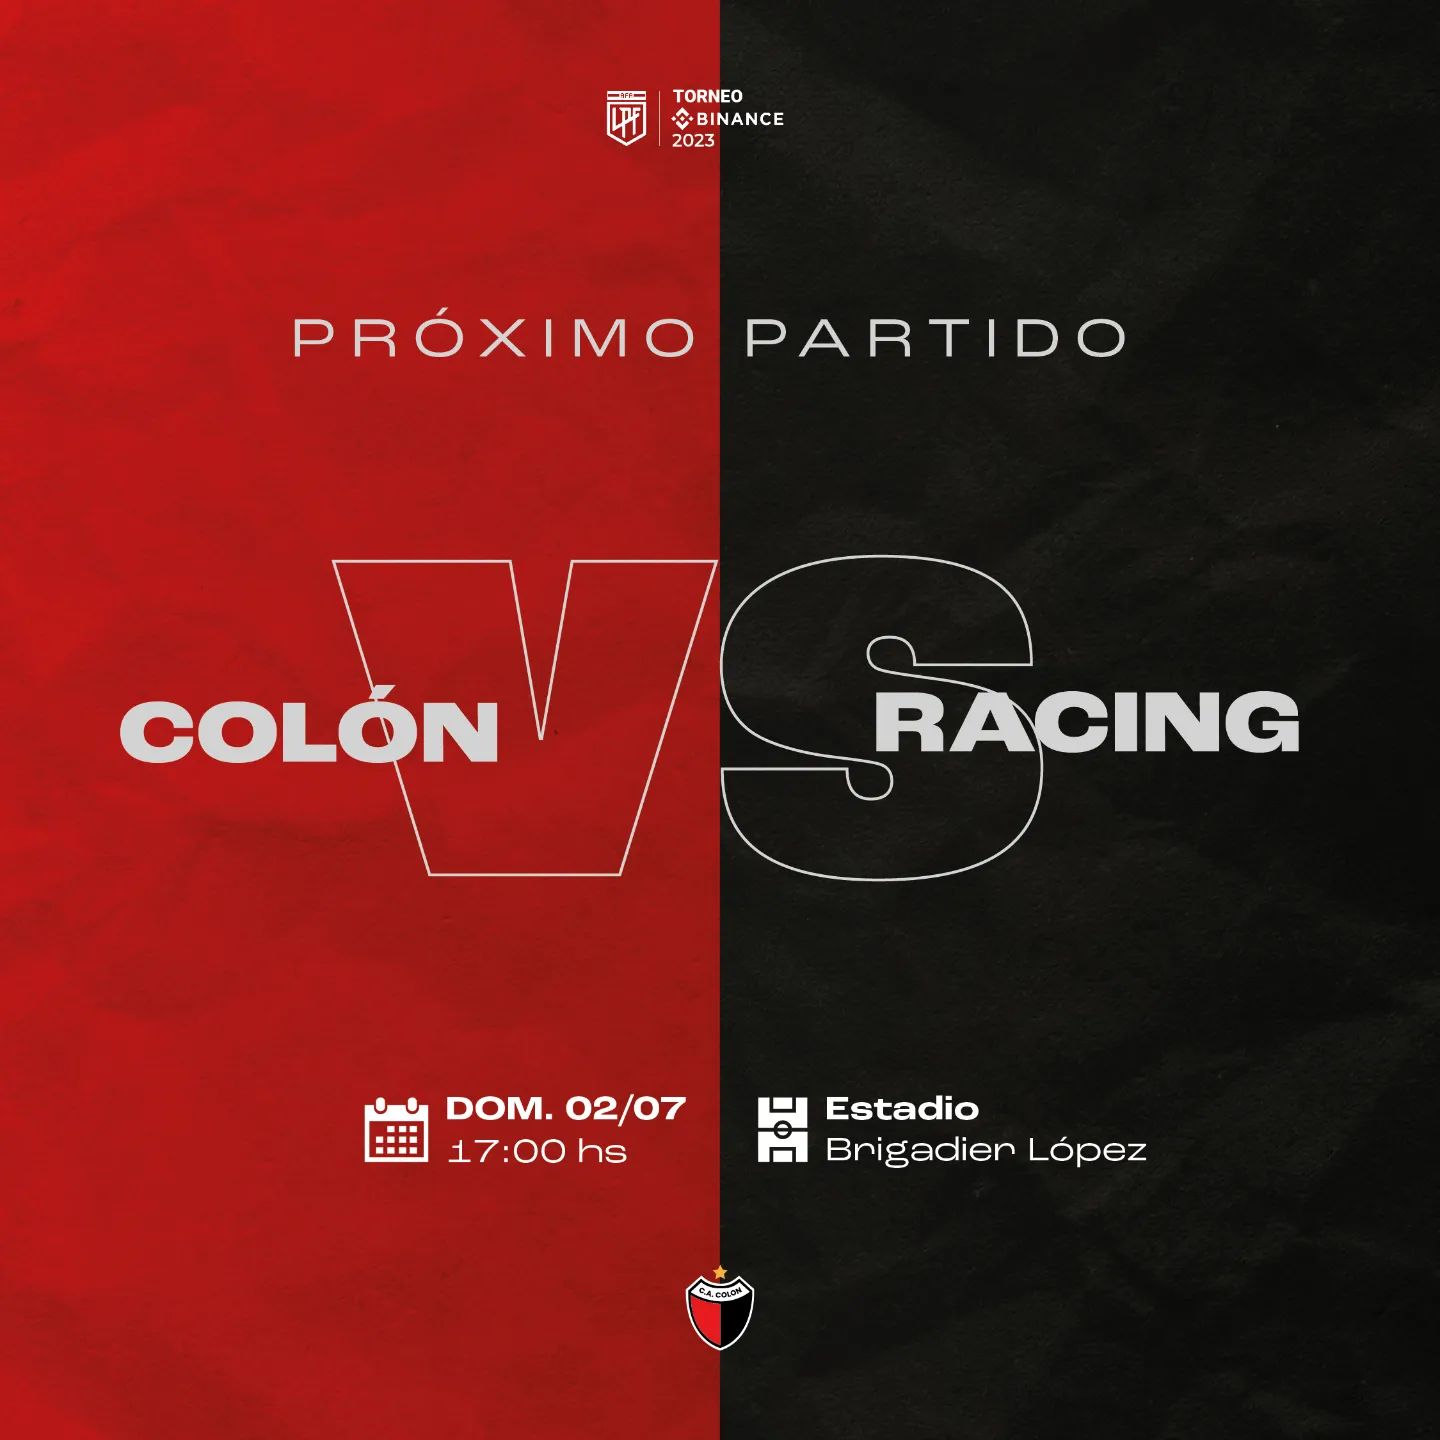 AFA
LPF
TORNEO
BINANCE
2023
PRÓXIMO PARTIDO
VS
COLÓN
RACING
DOM. 02/07
17:00 hs
Estadio
Brigadier López
C.A. COLON